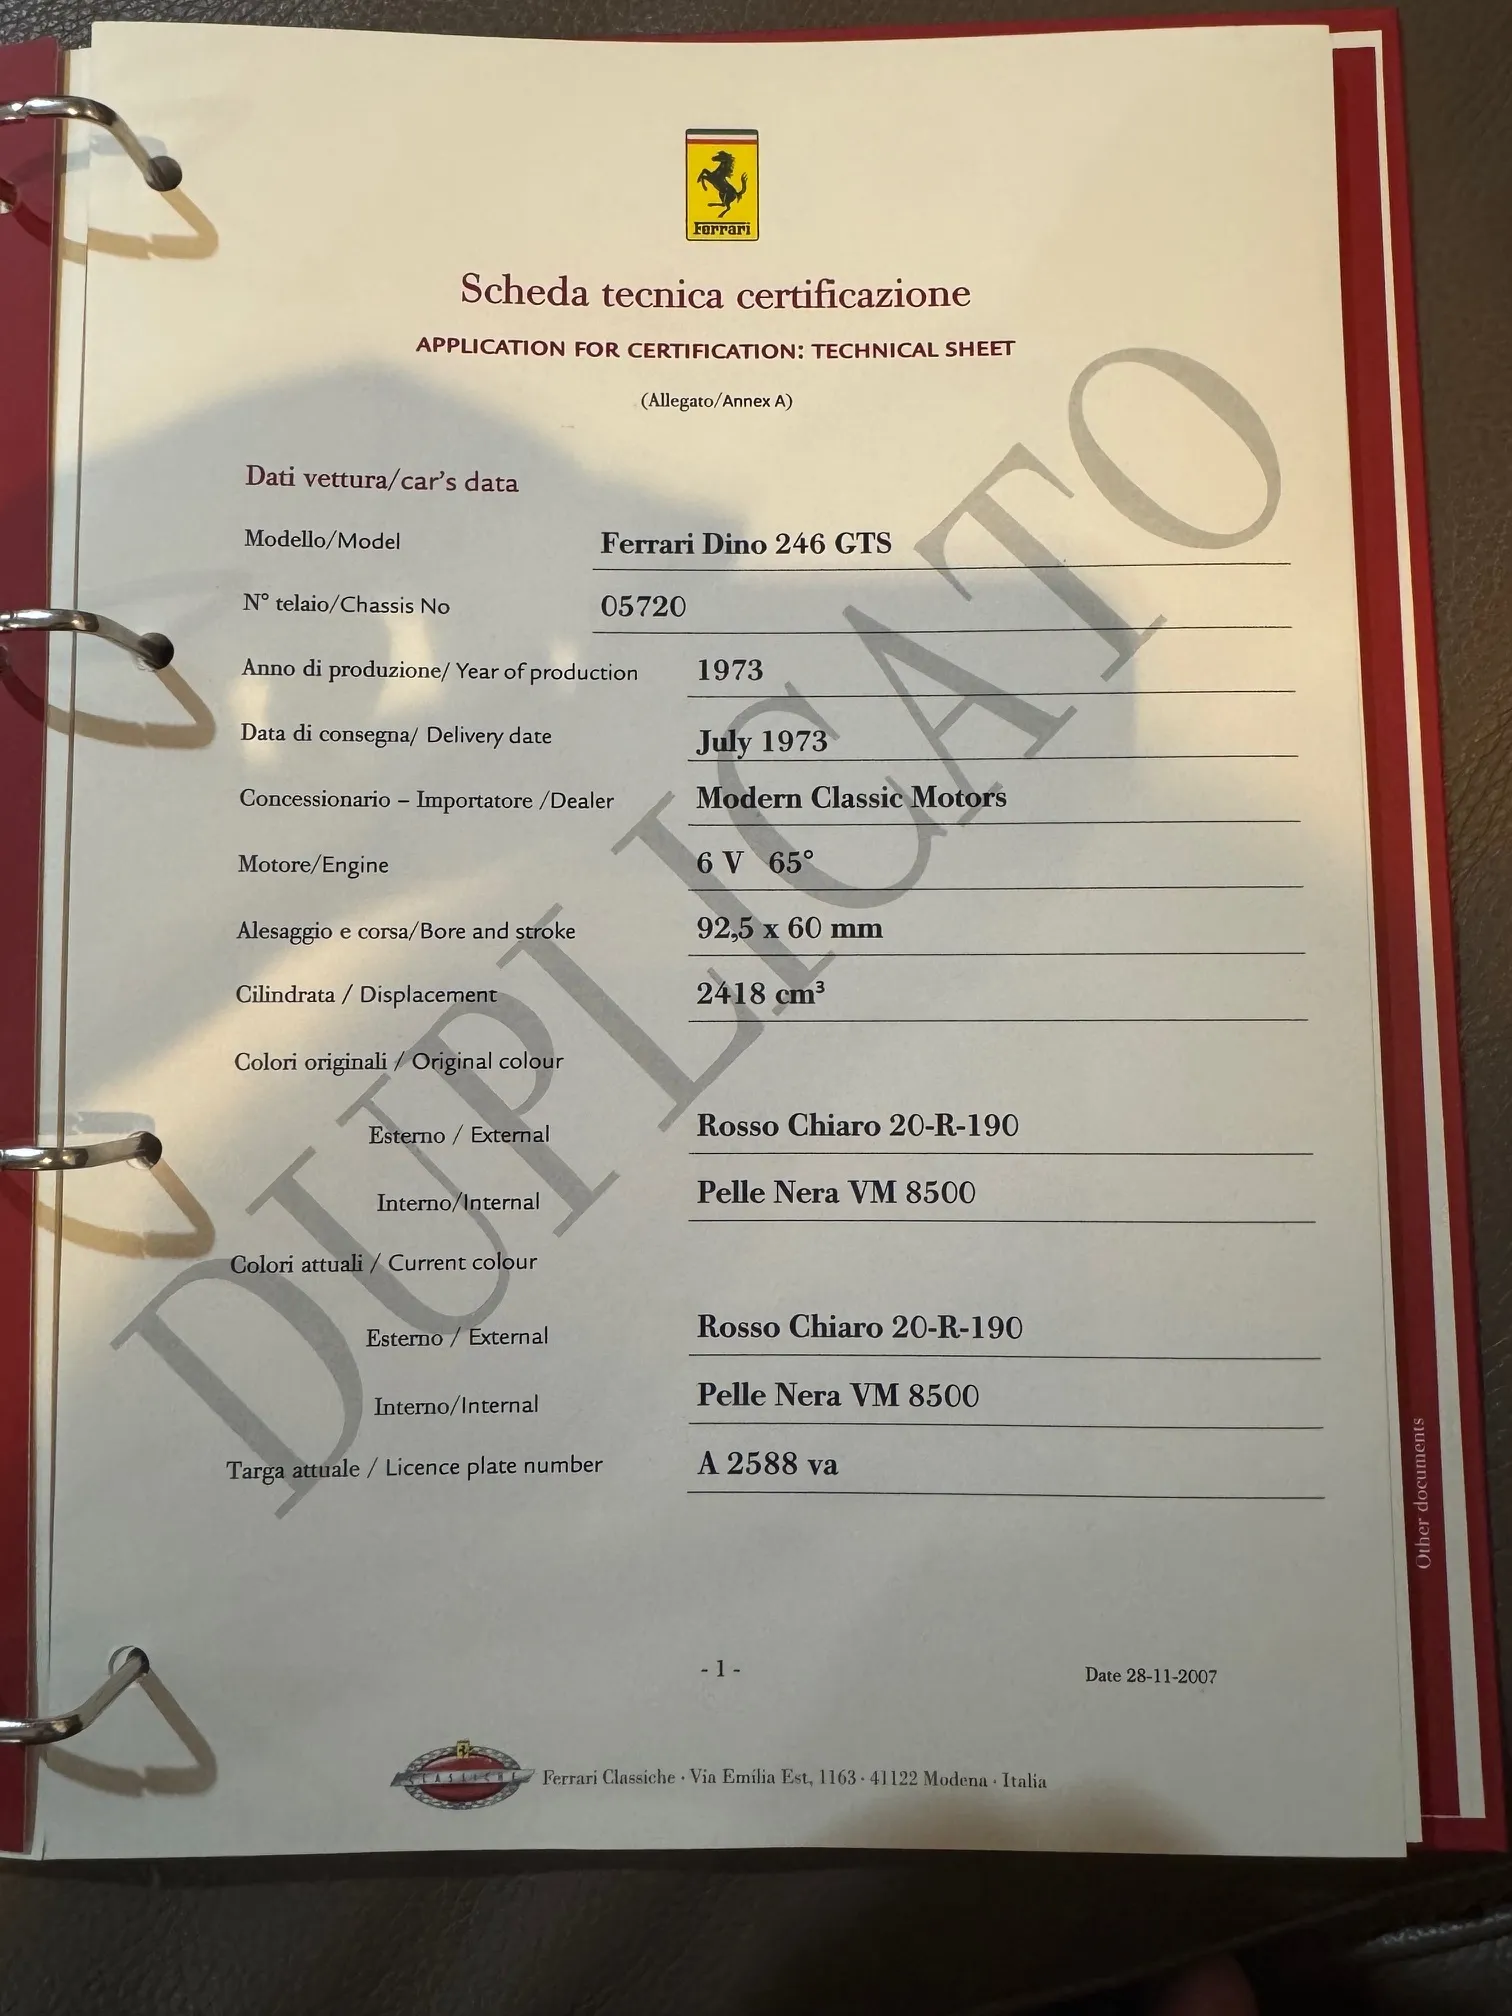 Ferrari
Scheda tecnica certificazione
APPLICATION FOR CERTIFICATION: TECHNICAL SHEET
(Allegato/Annex A)
Dati vettura/car's data
Modello/Model Ferrari Dino 246 GTS
N° telaio/Chassis No 05720
Anno di produzione/ Year of production 1973
Data di consegna/ Delivery date July 1973
Concessionario – Importatore /Dealer Modern Classic Motors
Motore/Engine 6 V 65°
Alesaggio e corsa/Bore and stroke 92,5 x 60 mm
Cilindrata / Displacement 2418 cm³
Colori originali / Original colour
Esterno / External Rosso Chiaro 20-R-190
Interno/Internal Pelle Nera VM 8500
Colori attuali / Current colour
Esterno / External Rosso Chiaro 20-R-190
Interno/Internal Pelle Nera VM 8500
Targa attuale / Licence plate number A 2588 va
DUPLICATO
- 1 -
Date 28-11-2007
CLASSICHE
Ferrari Classiche · Via Emilia Est, 1163 · 41122 Modena · Italia
Other documents